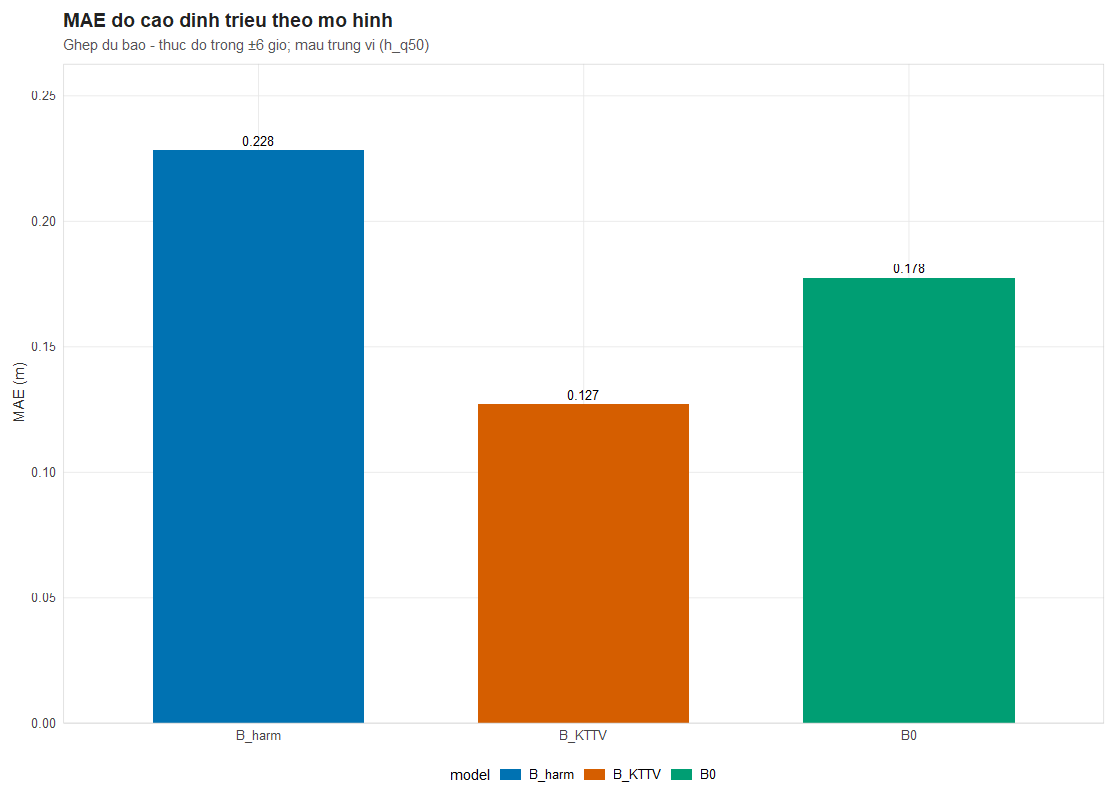 MAE do cao dinh trieu theo mo hinh
Ghep du bao - thuc do trong ±6 gio; mau trung vi (h_q50)
MAE (m)
0.25
0.20
0.15
0.10
0.05
0.00
0.228
0.127
0.178
B_harm
B_KTTV
B0
model
B_harm
B_KTTV
B0